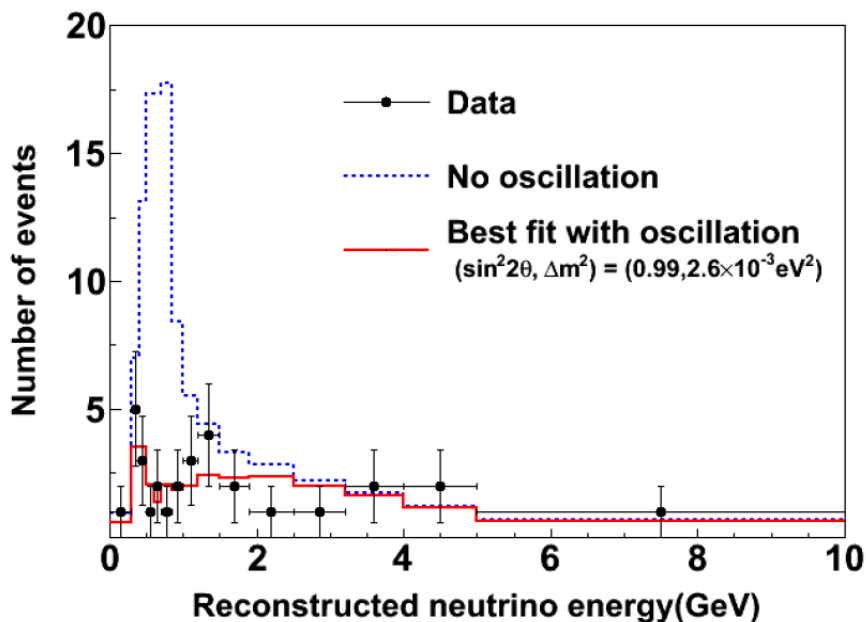 20
15
10
5
0 2 4 6 8 10
Number of events
Reconstructed neutrino energy(GeV)
Data
No oscillation
Best fit with oscillation
(sin²2θ, Δm²) = (0.99,2.6×10⁻³eV²)